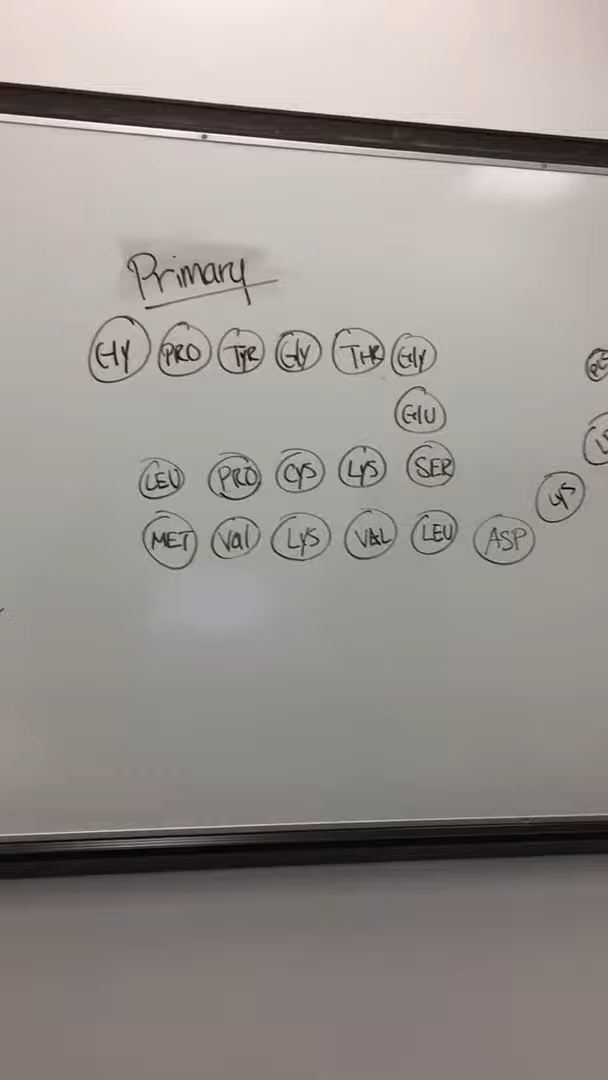 Primary
GlY PRO TYR Gly THR Gly
GlU
LEU PRO CYS LYS SER
MET Val LYS VAL LEU ASP LYS